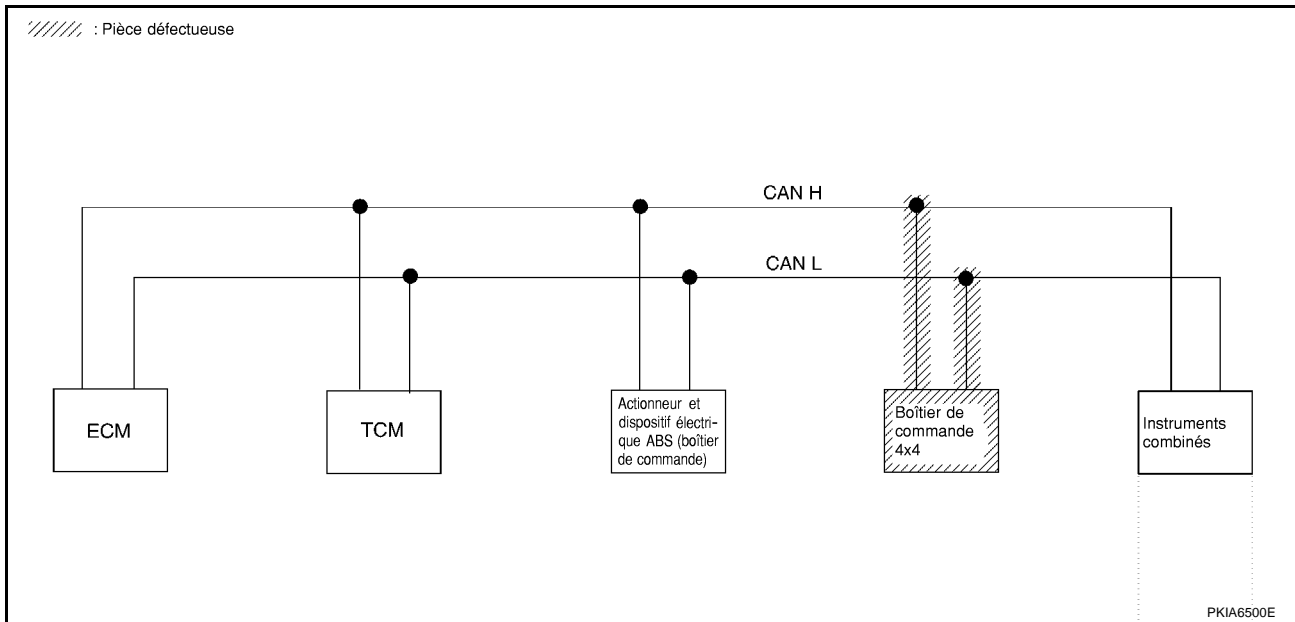 : Pièce défectueuse
CAN H
CAN L
ECM
TCM
Actionneur et
dispositif électri-
que ABS (boîtier
de commande)
Boîtier de
commande
4x4
Instruments
combinés
PKIA6500E